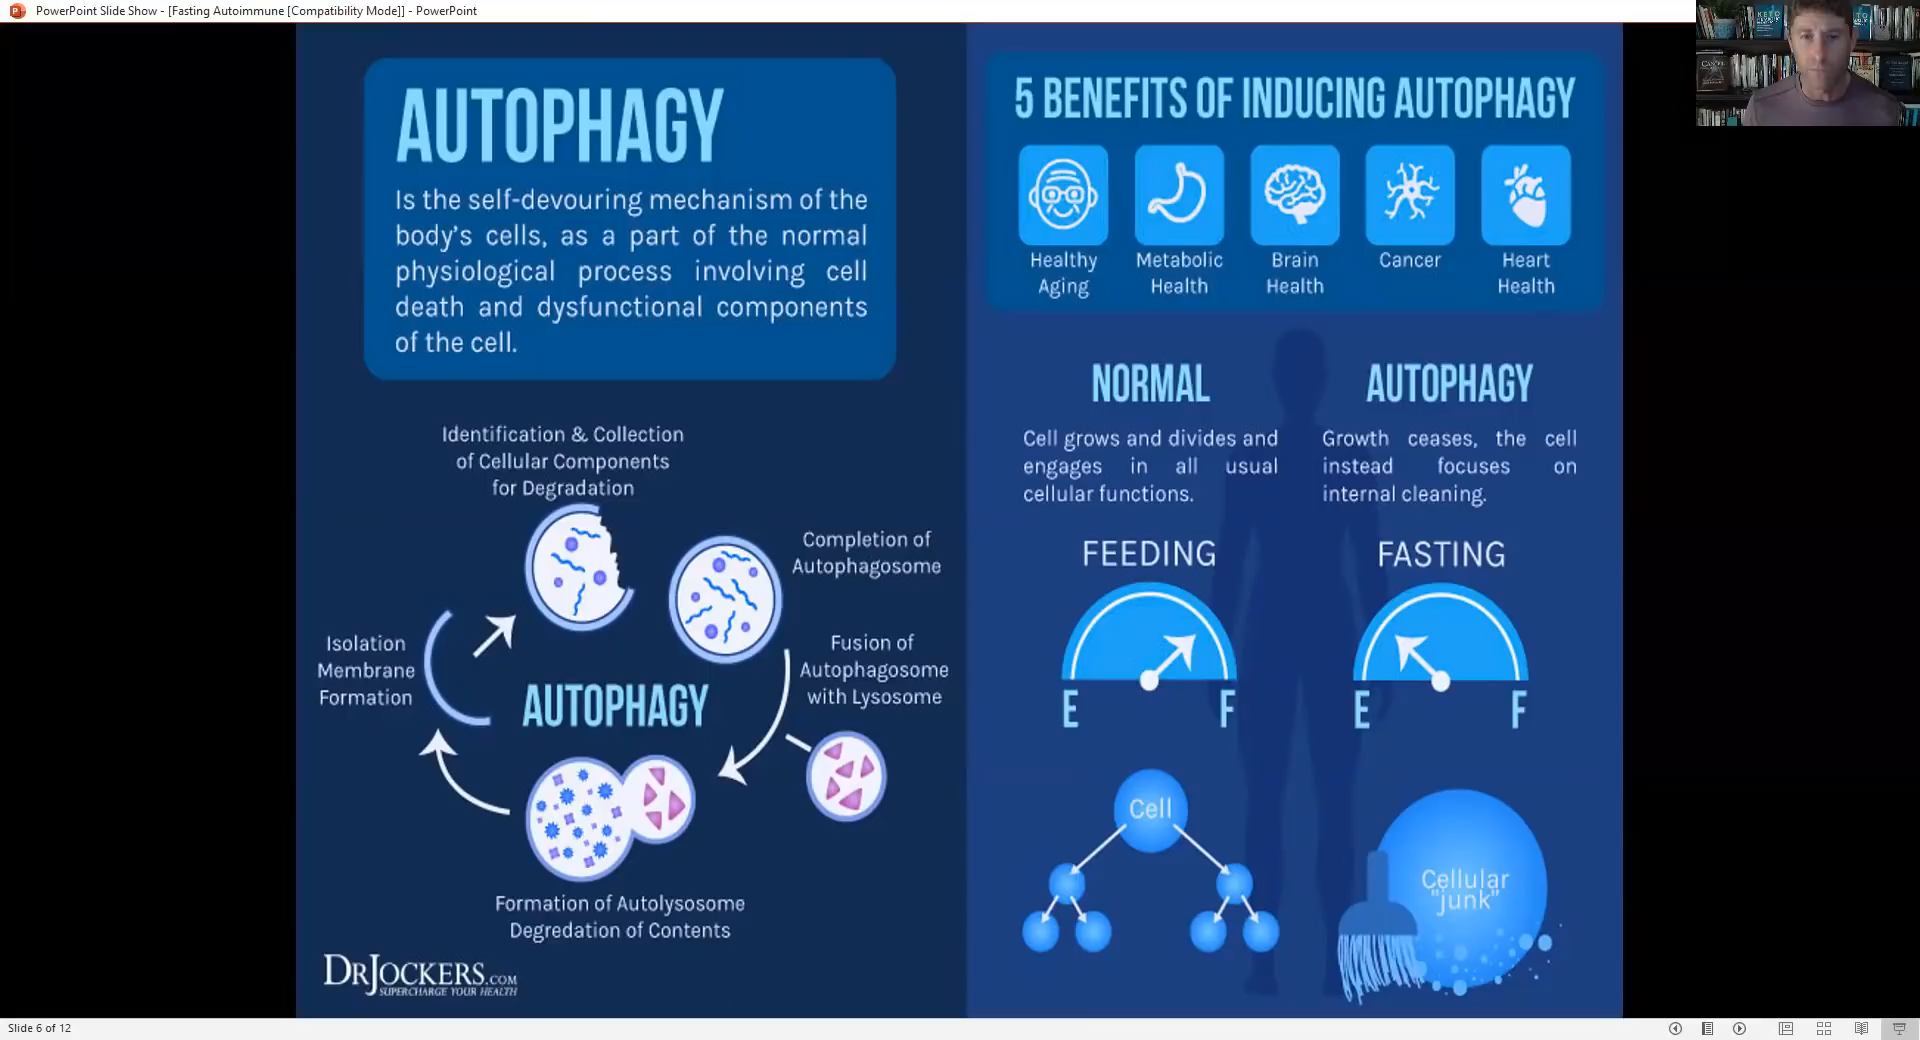 PowerPoint Slide Show - [Fasting Autoimmune [Compatibility Mode]] - PowerPoint
AUTOPHAGY
Is the self-devouring mechanism of the
body's cells, as a part of the normal
physiological process involving cell
death and dysfunctional components
of the cell.
Identification & Collection
of Cellular Components
for Degradation
Completion of
Autophagosome
Isolation
Membrane
Formation
Fusion of
Autophagosome
with Lysosome
AUTOPHAGY
Formation of Autolysosome
Degredation of Contents
DRJOCKERS.COM
SUPERCHARGE YOUR HEALTH
5 BENEFITS OF INDUCING AUTOPHAGY
Healthy
Aging
Metabolic
Health
Brain
Health
Cancer
Heart
Health
NORMAL
Cell grows and divides and
engages in all usual
cellular functions.
AUTOPHAGY
Growth ceases, the cell
instead focuses on
internal cleaning.
FEEDING
E F
FASTING
E F
Cell
Cellular
"junk"
KETO
CANCER
Slide 6 of 12